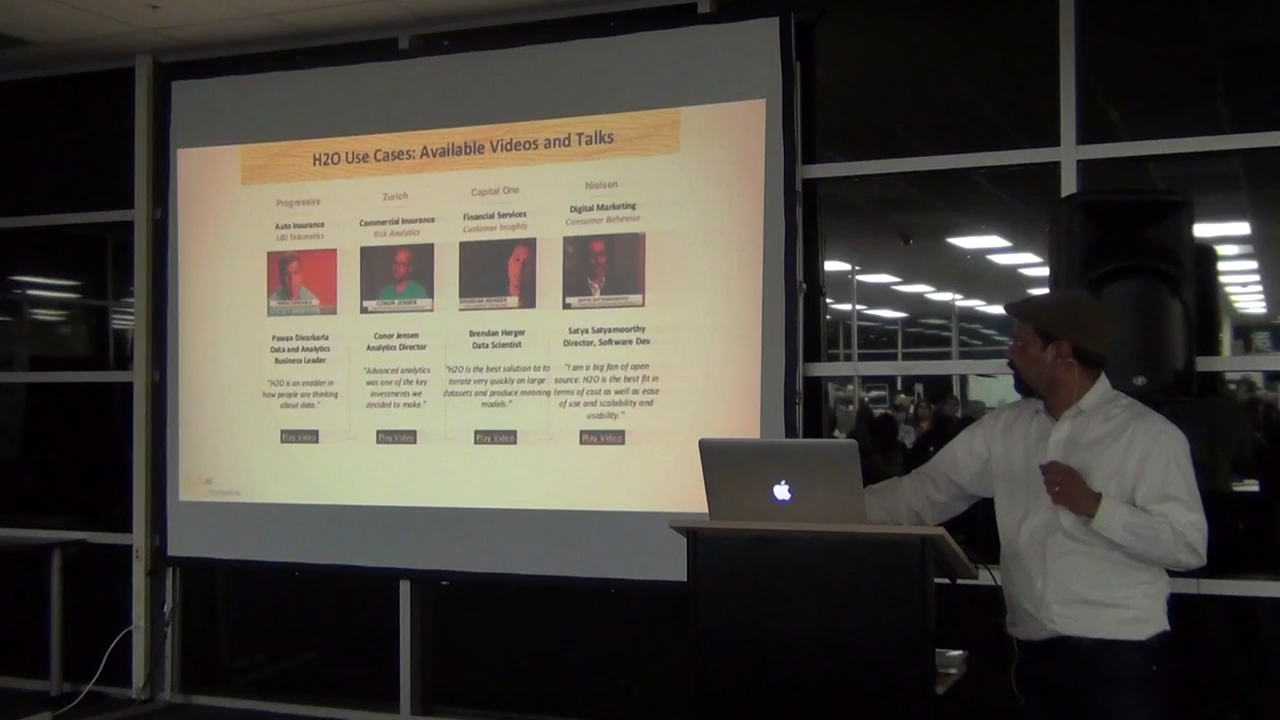 H2O Use Cases: Available Videos and Talks
Progressive
Auto Insurance
UBI Telematics
Pawan Divarkarla
Data and Analytics
Business Leader
"H2O is an enabler in
how people are thinking
about data."
Play Video
Zurich
Commercial Insurance
Risk Analytics
CONOR JENSEN
Conor Jensen
Analytics Director
"Advanced analytics
was one of the key
investments we
decided to make."
Play Video
Capital One
Financial Services
Customer Insights
BRENDAN HERGER
Brendan Herger
Data Scientist
"H2O is the best solution to to
iterate very quickly on large
datasets and produce meaning
models."
Play Video
Nielsen
Digital Marketing
Consumer Behavior
Satya Satyamoorthy
Director, Software Dev
"I am a big fan of open
source. H2O is the best fit in
terms of cost as well as ease
of use and scalability and
usability."
Play Video